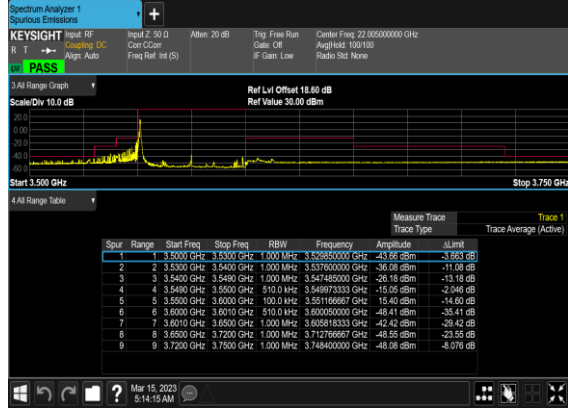 Spectrum Analyzer 1
Spurious Emissions
KEYSIGHT Input: RF Input Z: 50 Ω Atten: 20 dB Trig: Free Run Center Freq: 22.005000000 GHz
R T Coupling: DC Corr CCorr Gate: Off Avg|Hold: 100/100
Align: Auto Freq Ref: Int (S) IF Gain: Low Radio Std: None
PASS
3 All Range Graph
Ref Lvl Offset 18.60 dB
Scale/Div 10.0 dB Ref Value 30.00 dBm
20.0
0.00
-20.0
-40.0
-60.0
Start 3.500 GHz Stop 3.750 GHz
4 All Range Table
Measure Trace Trace 1
Trace Type Trace Average (Active)
Spur Range Start Freq Stop Freq RBW Frequency Amplitude ΔLimit
1 1 3.5000 GHz 3.5300 GHz 1.000 MHz 3.529850000 GHz -43.66 dBm -3.663 dB
2 2 3.5300 GHz 3.5400 GHz 1.000 MHz 3.537600000 GHz -36.08 dBm -11.08 dB
3 3 3.5400 GHz 3.5490 GHz 1.000 MHz 3.547485000 GHz -26.18 dBm -13.18 dB
4 4 3.5490 GHz 3.5500 GHz 510.0 kHz 3.549973333 GHz -15.05 dBm -2.046 dB
5 5 3.5500 GHz 3.6000 GHz 100.0 kHz 3.551166667 GHz 15.40 dBm -14.60 dB
6 6 3.6000 GHz 3.6010 GHz 510.0 kHz 3.600050000 GHz -48.41 dBm -35.41 dB
7 7 3.6010 GHz 3.6500 GHz 1.000 MHz 3.605818333 GHz -42.42 dBm -29.42 dB
8 8 3.6500 GHz 3.7200 GHz 1.000 MHz 3.712766667 GHz -48.55 dBm -23.55 dB
9 9 3.7200 GHz 3.7500 GHz 1.000 MHz 3.748400000 GHz -48.08 dBm -8.076 dB
? Mar 15, 2023
5:14:15 AM